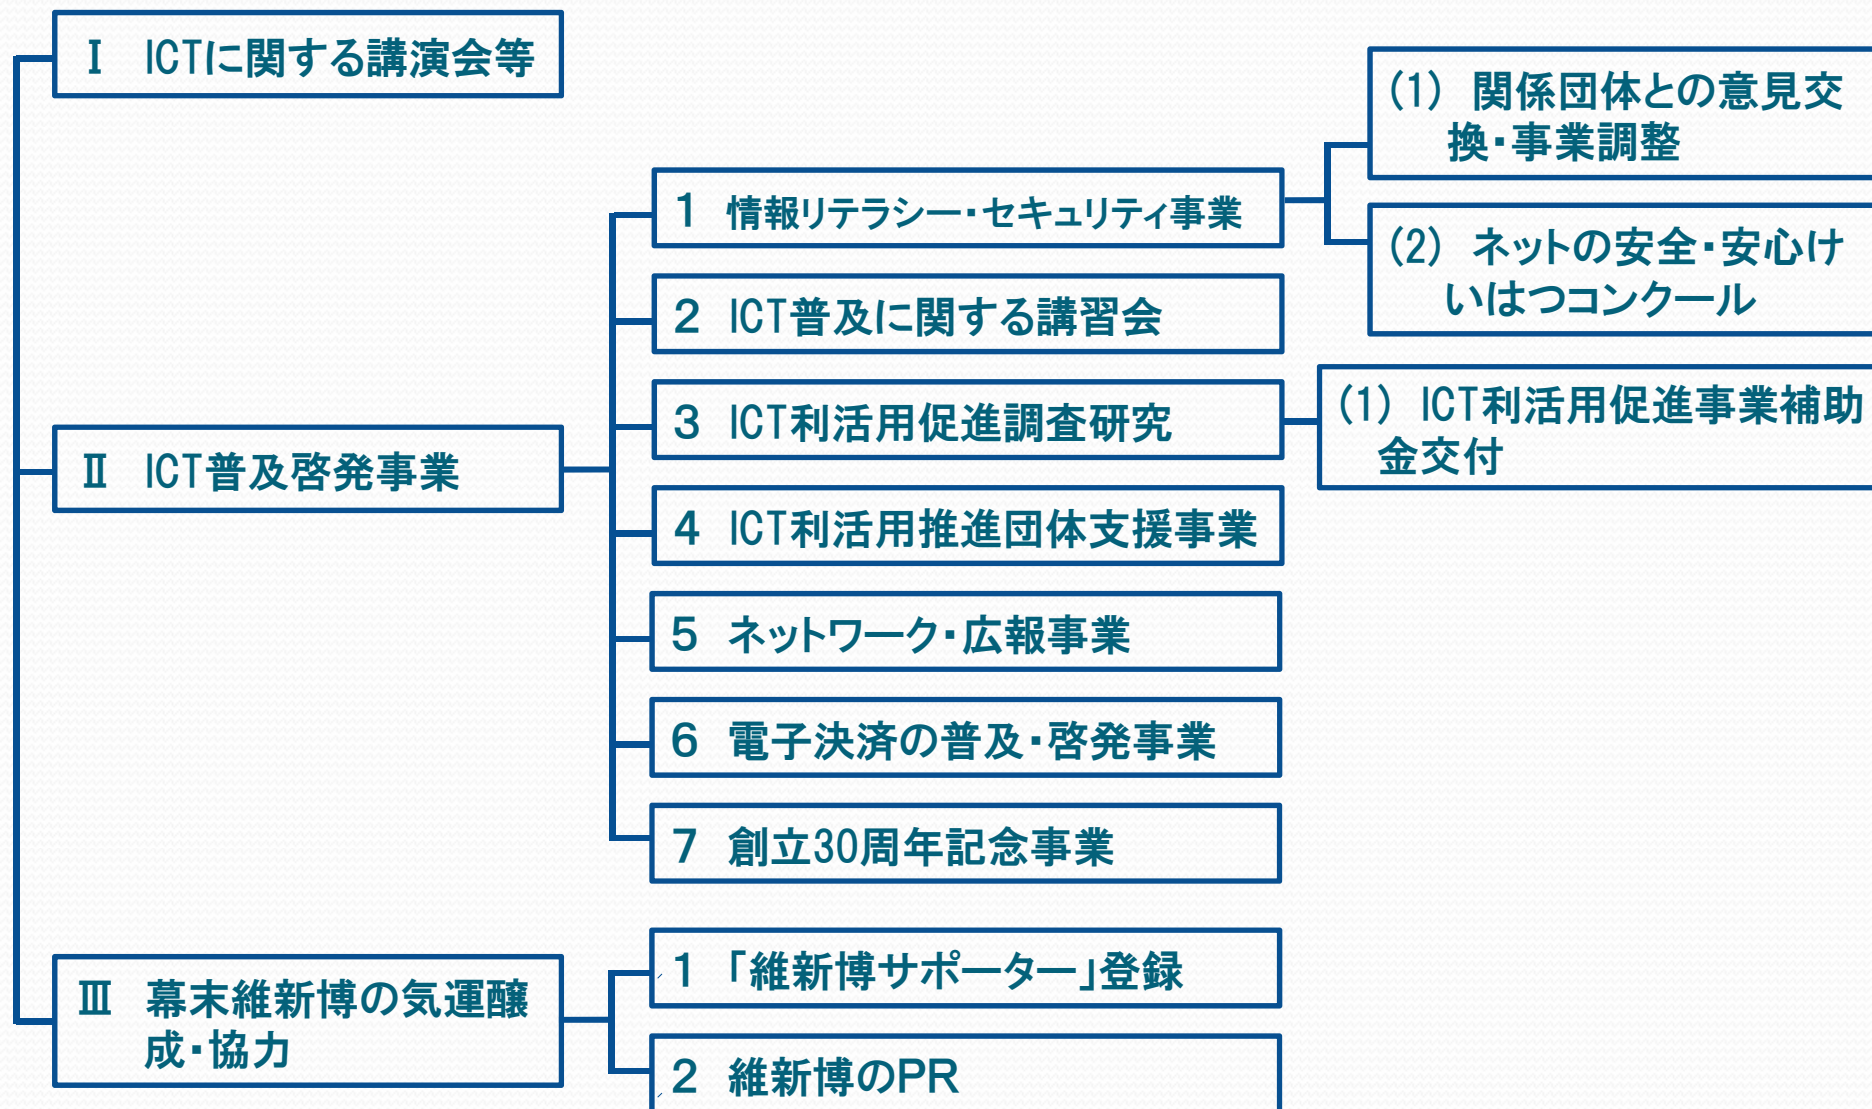 Ⅰ ICTに関する講演会等
Ⅱ ICT普及啓発事業
1 情報リテラシー・セキュリティ事業
(1) 関係団体との意見交
換・事業調整
(2) ネットの安全・安心け
いはつコンクール
2 ICT普及に関する講習会
3 ICT利活用促進調査研究
(1) ICT利活用促進事業補助
金交付
4 ICT利活用推進団体支援事業
5 ネットワーク・広報事業
6 電子決済の普及・啓発事業
7 創立30周年記念事業
Ⅲ 幕末維新博の気運醸
成・協力
1 「維新博サポーター」登録
2 維新博のPR